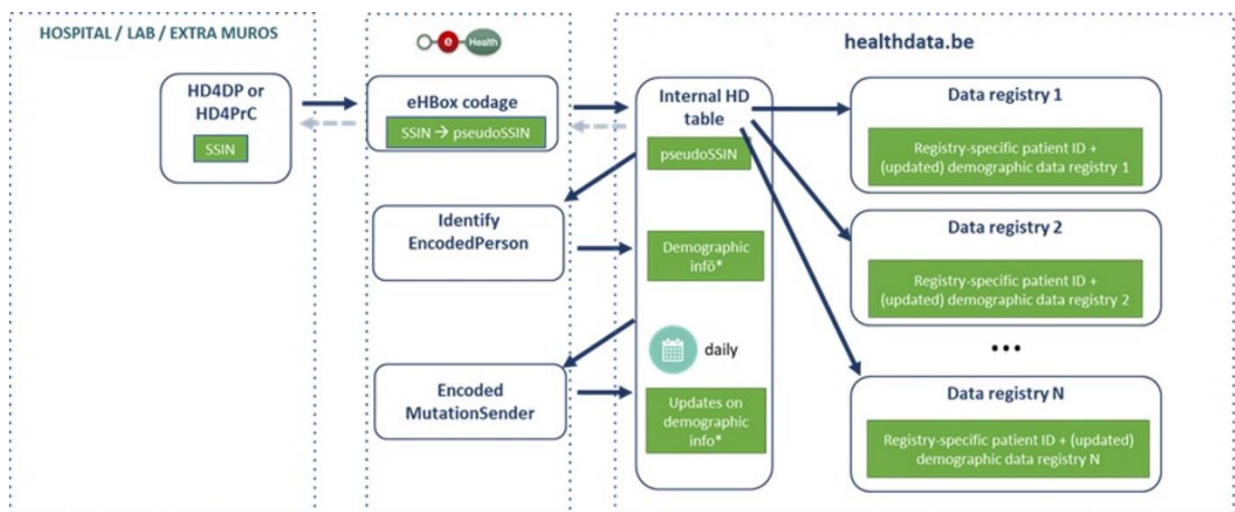 HOSPITAL / LAB / EXTRA MUROS
HD4DP or
HD4PrC
SSIN
e
Health
eHBox codage
SSIN → pseudoSSIN
Identify
EncodedPerson
Encoded
MutationSender
healthdata.be
Internal HD
table
pseudoSSIN
Demographic
infö*
daily
Updates on
demographic
info*
Data registry 1
Registry-specific patient ID +
(updated) demographic data registry 1
Data registry 2
Registry-specific patient ID +
(updated) demographic data registry 2
...
Data registry N
Registry-specific patient ID + (updated)
demographic data registry N